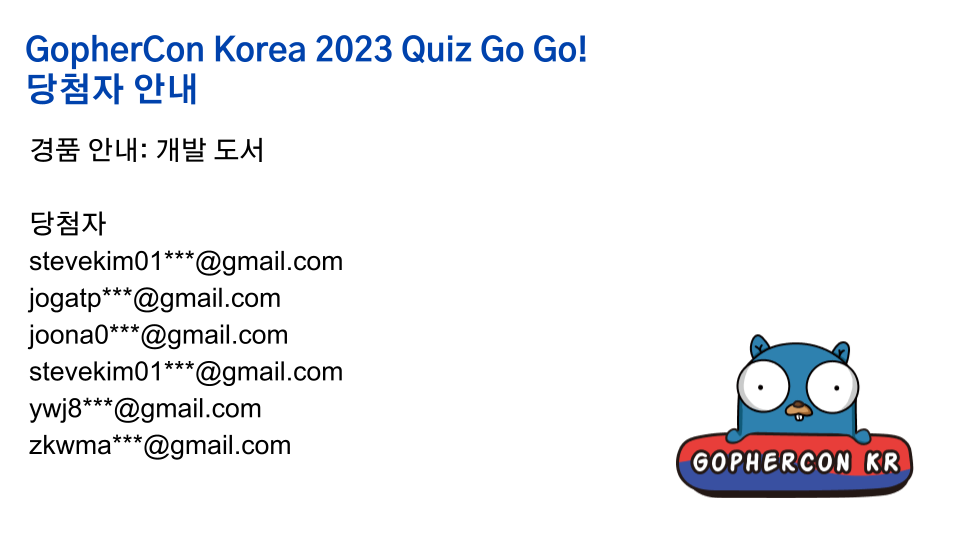 GopherCon Korea 2023 Quiz Go Go!
당첨자 안내
경품 안내: 개발 도서
당첨자
stevekim01***@gmail.com
jogatp***@gmail.com
joona0***@gmail.com
stevekim01***@gmail.com
ywj8***@gmail.com
zkwma***@gmail.com
GOPHERCON KR